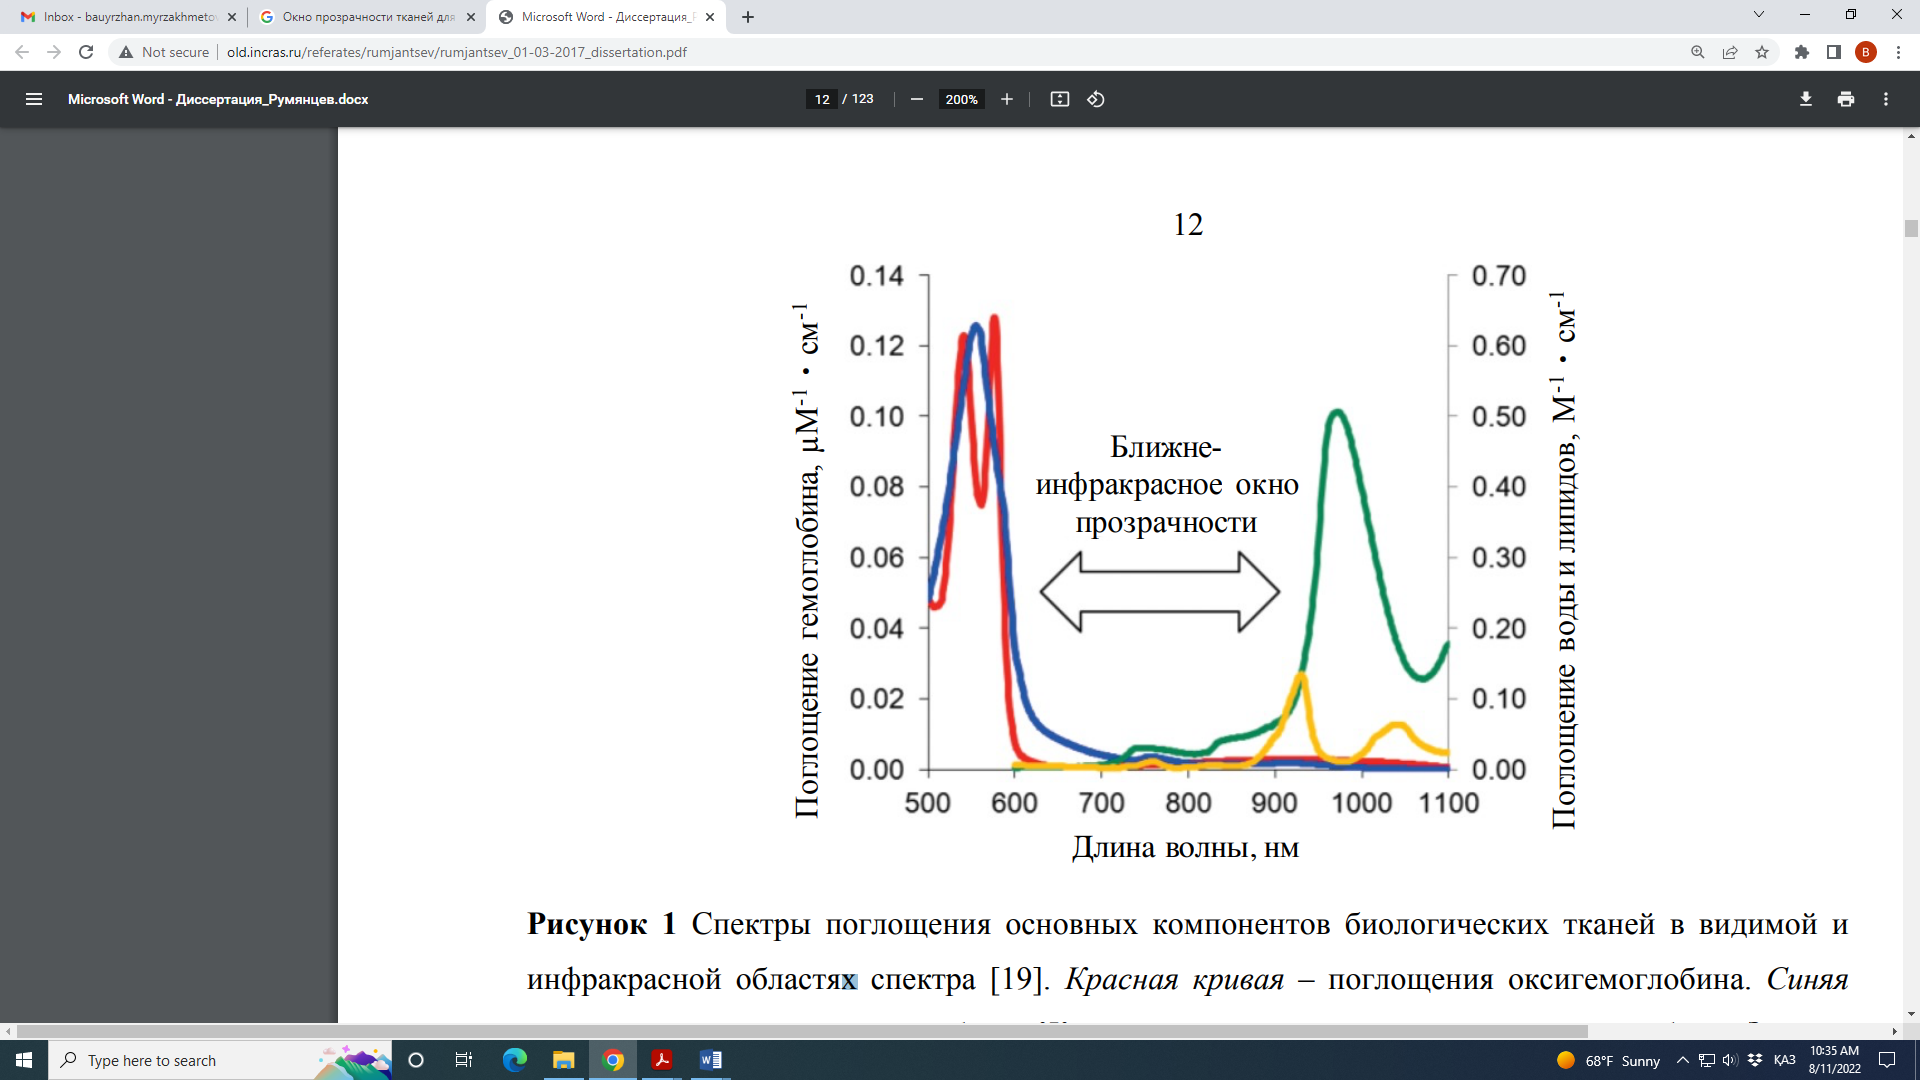 Inbox - bauyrzhan.myrzakhmetov
Окно прозрачности тканей для
Microsoft Word - Диссертация_Р
Not secure
old.incras.ru/referates/rumjantsev/rumjantsev_01-03-2017_dissertation.pdf
B
Microsoft Word - Диссертация_Румянцев.docx
12 / 123
200%
12
Поглощение гемоглобина, μM-1 • см-1
0.14
0.12
0.10
0.08
0.06
0.04
0.02
0.00
Ближне-
инфракрасное окно
прозрачности
0.70
0.60
0.50
0.40
0.30
0.20
0.10
0.00
Поглощение воды и липидов, М-1 • см-1
500 600 700 800 900 1000 1100
Длина волны, нм
Рисунок 1 Спектры поглощения основных компонентов биологических тканей в видимой и
инфракрасной областях спектра [19]. Красная кривая – поглощения оксигемоглобина. Синяя
Type here to search
68°F Sunny
ҚАЗ
10:35 AM
8/11/2022